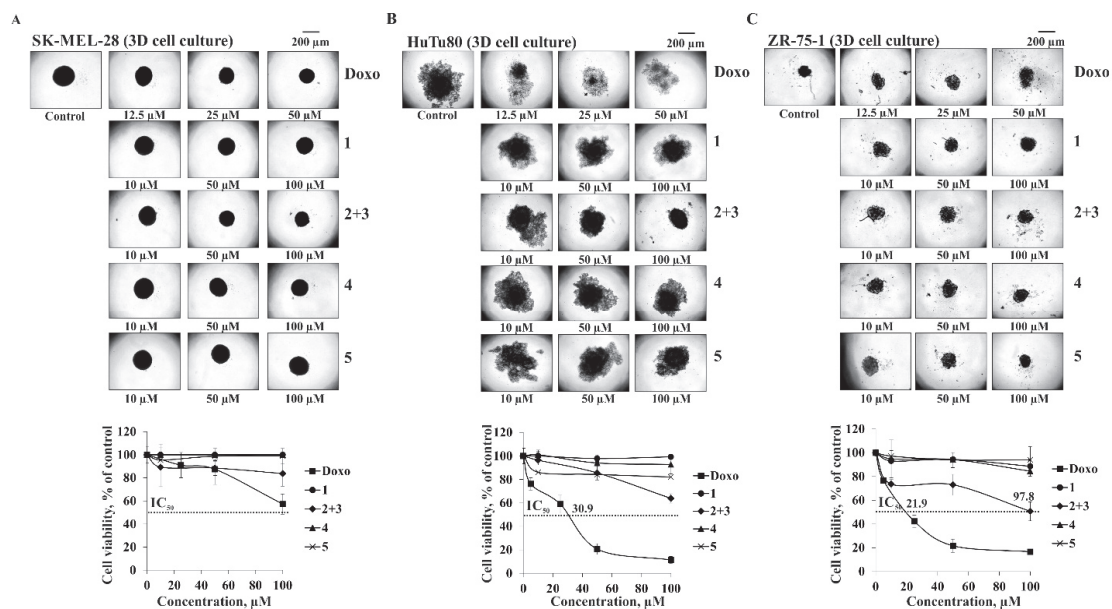 A
SK-MEL-28 (3D cell culture)
200 µm
Doxo
Control
12.5 µM 25 µM 50 µM
1
10 µM 50 µM 100 µM
2+3
10 µM 50 µM 100 µM
4
10 µM 50 µM 100 µM
5
10 µM 50 µM 100 µM
Cell viability, % of control
120
100
80
60
40
20
0
IC50
0 20 40 60 80 100
Concentration, µM
Doxo
1
2+3
4
5
B
HuTu80 (3D cell culture)
200 µm
Doxo
Control
12.5 µM 25 µM 50 µM
1
10 µM 50 µM 100 µM
2+3
10 µM 50 µM 100 µM
4
10 µM 50 µM 100 µM
5
10 µM 50 µM 100 µM
Cell viability, % of control
120
100
80
60
40
20
0
IC50 30.9
0 20 40 60 80 100
Concentration, µM
Doxo
1
2+3
4
5
C
ZR-75-1 (3D cell culture)
200 µm
Doxo
Control
12.5 µM 25 µM 50 µM
1
10 µM 50 µM 100 µM
2+3
10 µM 50 µM 100 µM
4
10 µM 50 µM 100 µM
5
10 µM 50 µM 100 µM
Cell viability, % of control
120
100
80
60
40
20
0
97.8
IC50 21.9
0 20 40 60 80 100
Concentration, µM
Doxo
1
2+3
4
5